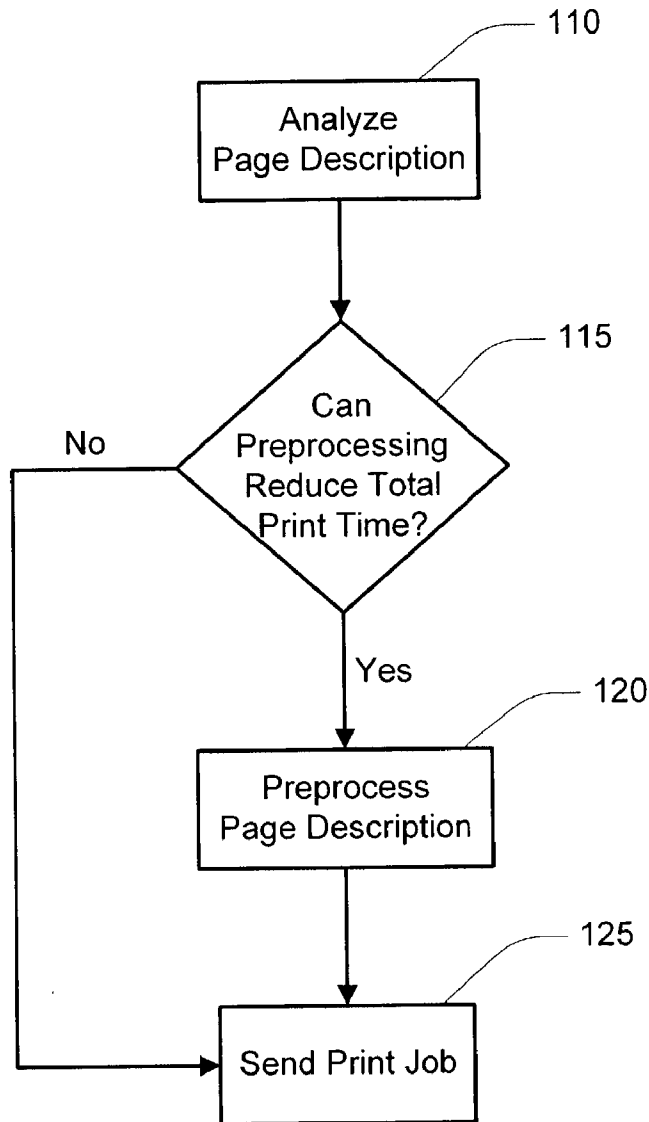 110
Analyze
Page Description
115
Can
Preprocessing
Reduce Total
Print Time?
No
Yes
120
Preprocess
Page Description
125
Send Print Job